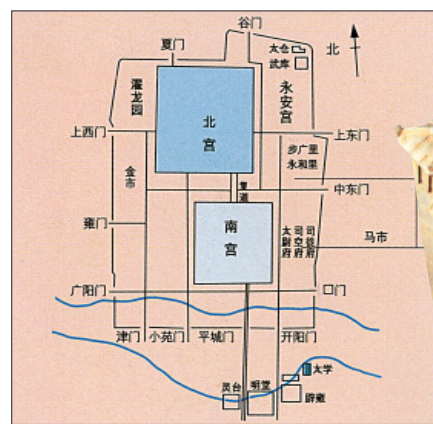 谷门
夏门
太仓
武库
北
濯龙园
永安宫
北宫
上西门
上东门
步广里
永和里
金市
复道
中东门
雍门
南宫
太尉府
司空府
司徒府
马市
广阳门
口门
津门
小苑门
平城门
开阳门
太学
灵台
明堂
辟雍